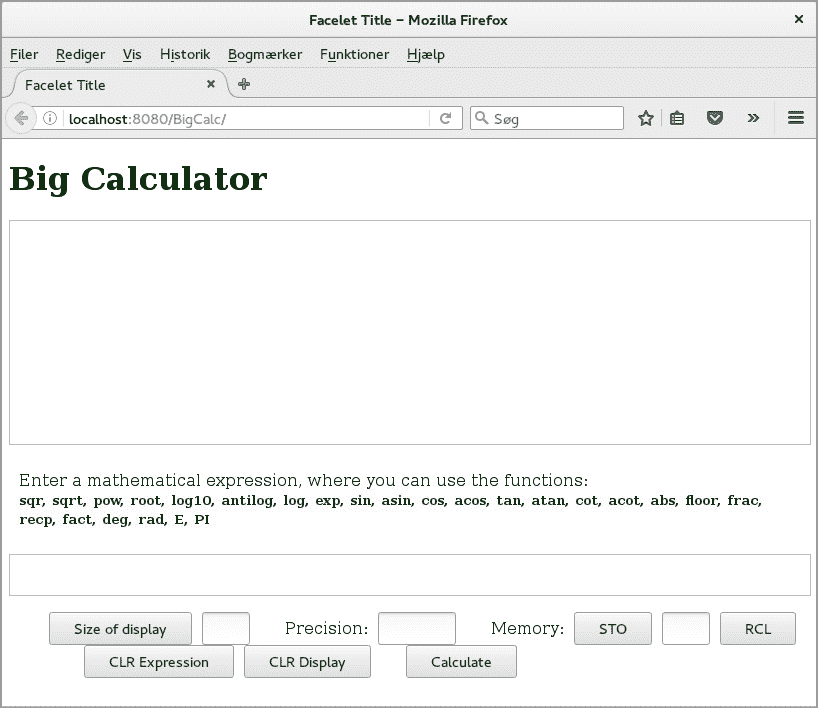 Facelet Title – Mozilla Firefox
Filer Rediger Vis Historik Bogmærker Funktioner Hjælp
Facelet Title
localhost:8080/BigCalc/ Søg
Big Calculator
Enter a mathematical expression, where you can use the functions:
sqr, sqrt, pow, root, log10, antilog, log, exp, sin, asin, cos, acos, tan, atan, cot, acot, abs, floor, frac,
recp, fact, deg, rad, E, PI
Size of display Precision: Memory: STO RCL
CLR Expression CLR Display Calculate